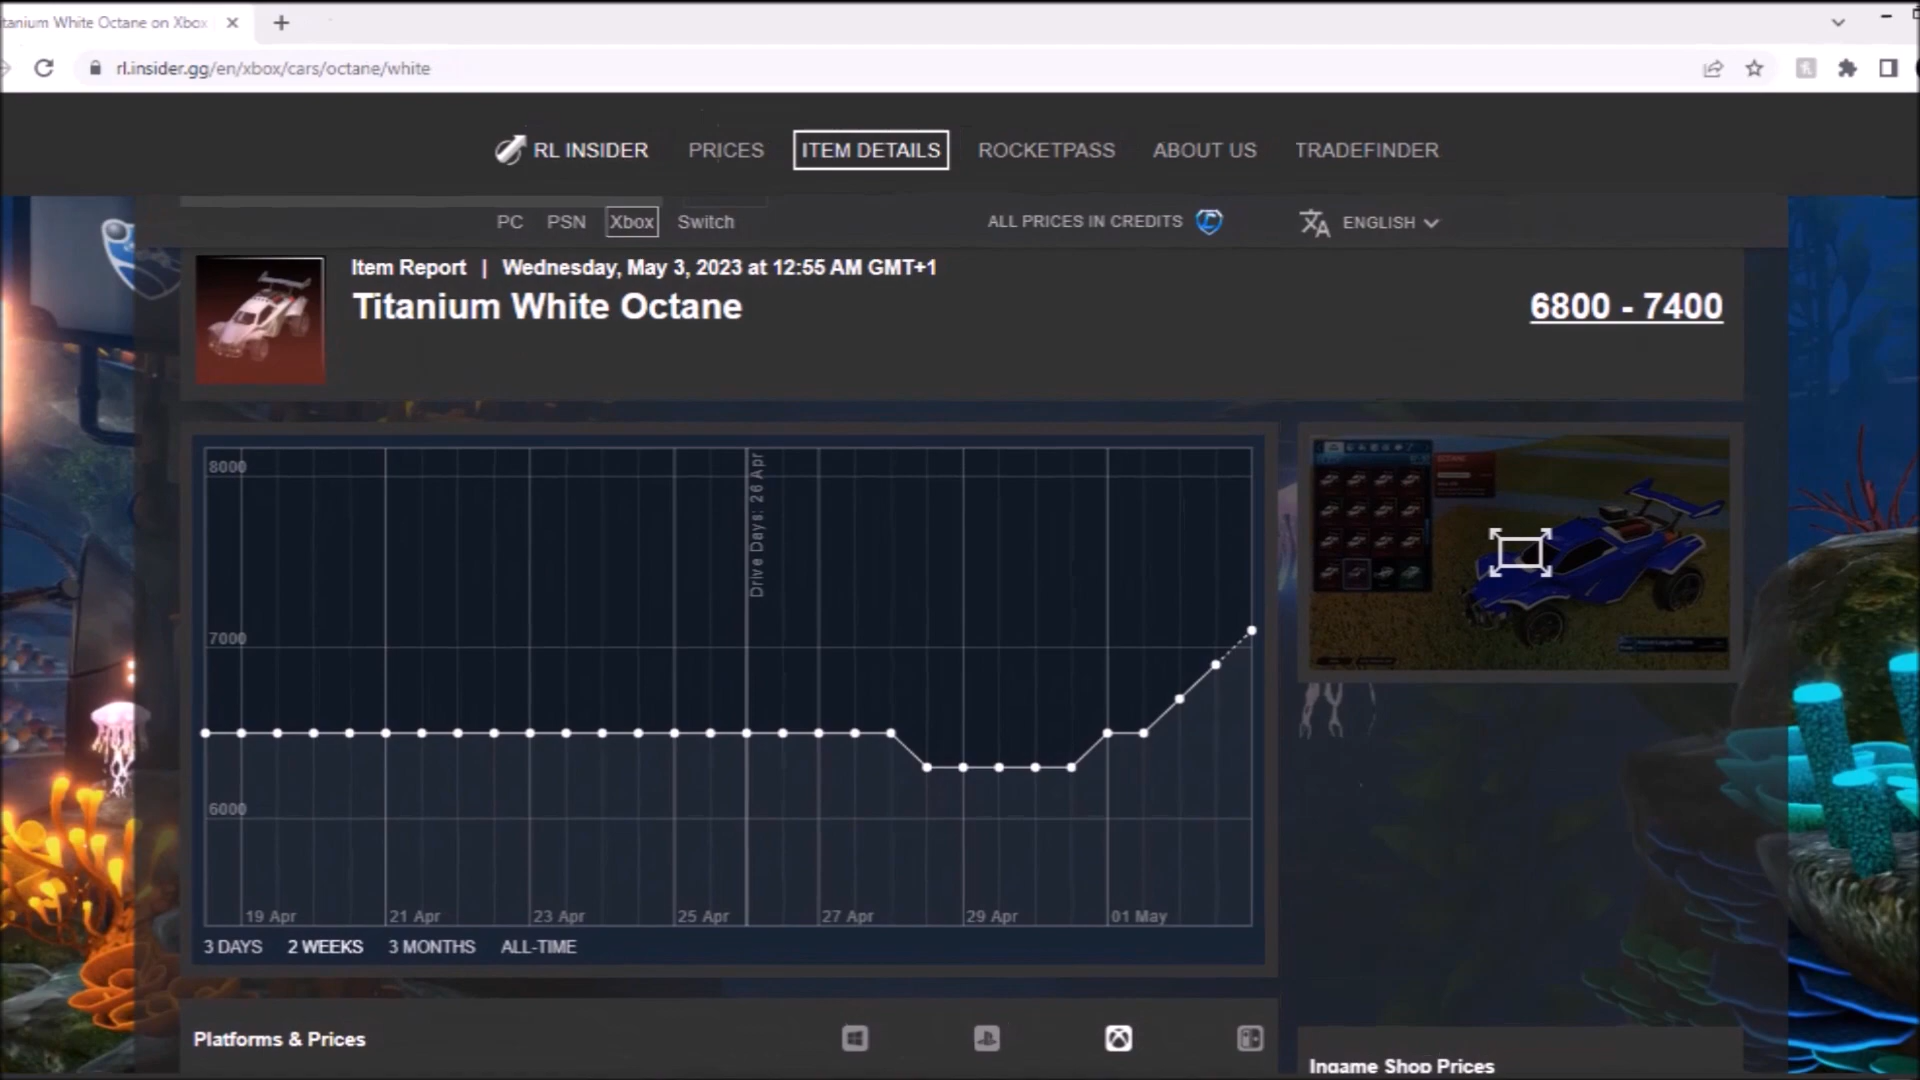 tanium White Octane on Xbox
rl.insider.gg/en/xbox/cars/octane/white
RL INSIDER PRICES ITEM DETAILS ROCKETPASS ABOUT US TRADEFINDER
PC PSN Xbox Switch ALL PRICES IN CREDITS ENGLISH
Item Report | Wednesday, May 3, 2023 at 12:55 AM GMT+1
Titanium White Octane 6800 - 7400
8000
Drive Days: 26 Apr
7000
6000
19 Apr 21 Apr 23 Apr 25 Apr 27 Apr 29 Apr 01 May
3 DAYS 2 WEEKS 3 MONTHS ALL-TIME
Platforms & Prices
Ingame Shop Prices